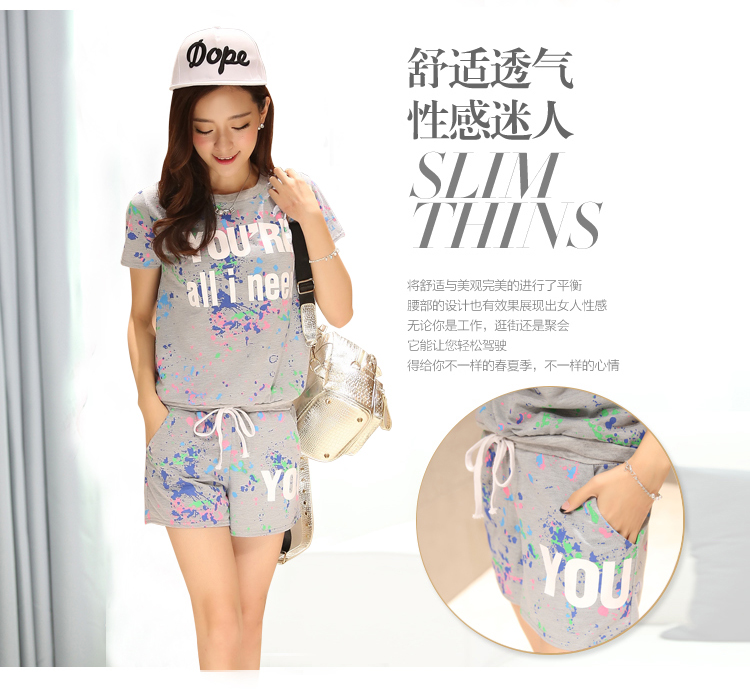 Dope
舒适透气
性感迷人
SLIM
THINS
YOU'RE
all i need
将舒适与美观完美的进行了平衡
腰部的设计也有效果展现出女人性感
无论你是工作，逛街还是聚会
它能让您轻松驾驶
得给你不一样的春夏季，不一样的心情
YO
YOU